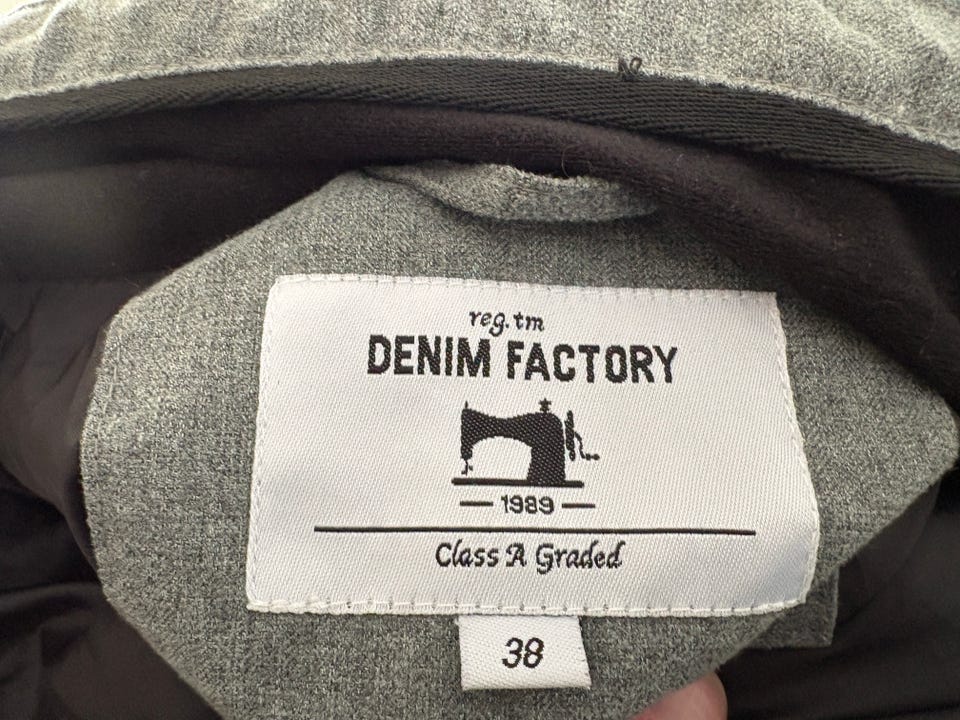 reg.tm
DENIM FACTORY
— 1989 —
Class A Graded
38